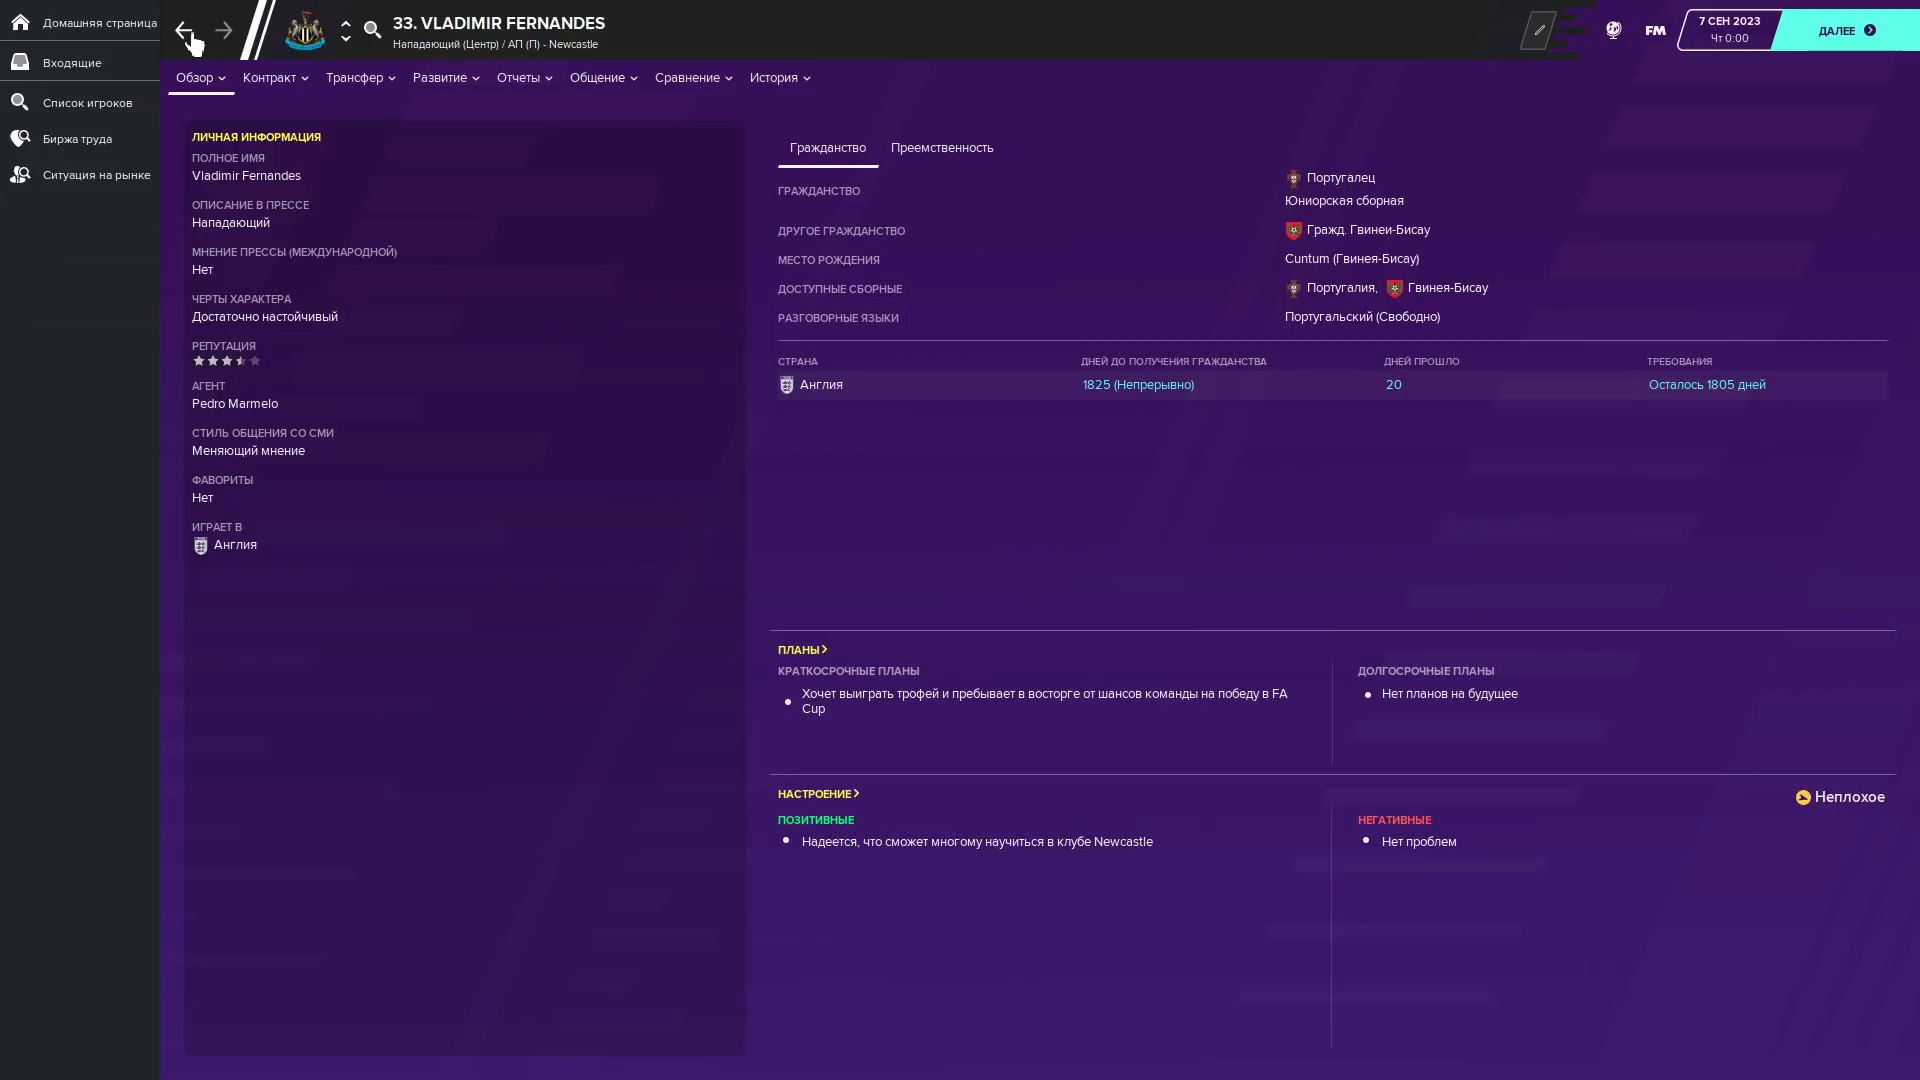 Домашняя страница
Входящие
Список игроков
Биржа труда
Ситуация на рынке
33. VLADIMIR FERNANDES
Нападающий (Центр) / АП (П) - Newcastle
FM
7 СЕН 2023
Чт 0:00
ДАЛЕЕ
Обзор Контракт Трансфер Развитие Отчеты Общение Сравнение История
ЛИЧНАЯ ИНФОРМАЦИЯ
ПОЛНОЕ ИМЯ
Vladimir Fernandes
ОПИСАНИЕ В ПРЕССЕ
Нападающий
МНЕНИЕ ПРЕССЫ (МЕЖДУНАРОДНОЙ)
Нет
ЧЕРТЫ ХАРАКТЕРА
Достаточно настойчивый
РЕПУТАЦИЯ
АГЕНТ
Pedro Marmelo
СТИЛЬ ОБЩЕНИЯ СО СМИ
Меняющий мнение
ФАВОРИТЫ
Нет
ИГРАЕТ В
Англия
Гражданство Преемственность
ГРАЖДАНСТВО Португалец
Юниорская сборная
ДРУГОЕ ГРАЖДАНСТВО Гражд. Гвинеи-Бисау
МЕСТО РОЖДЕНИЯ Cuntum (Гвинея-Бисау)
ДОСТУПНЫЕ СБОРНЫЕ Португалия, Гвинея-Бисау
РАЗГОВОРНЫЕ ЯЗЫКИ Португальский (Свободно)
СТРАНА ДНЕЙ ДО ПОЛУЧЕНИЯ ГРАЖДАНСТВА ДНЕЙ ПРОШЛО ТРЕБОВАНИЯ
Англия 1825 (Непрерывно) 20 Осталось 1805 дней
ПЛАНЫ
КРАТКОСРОЧНЫЕ ПЛАНЫ
Хочет выиграть трофей и пребывает в восторге от шансов команды на победу в FA
Cup
ДОЛГОСРОЧНЫЕ ПЛАНЫ
Нет планов на будущее
НАСТРОЕНИЕ
Неплохое
ПОЗИТИВНЫЕ
Надеется, что сможет многому научиться в клубе Newcastle
НЕГАТИВНЫЕ
Нет проблем